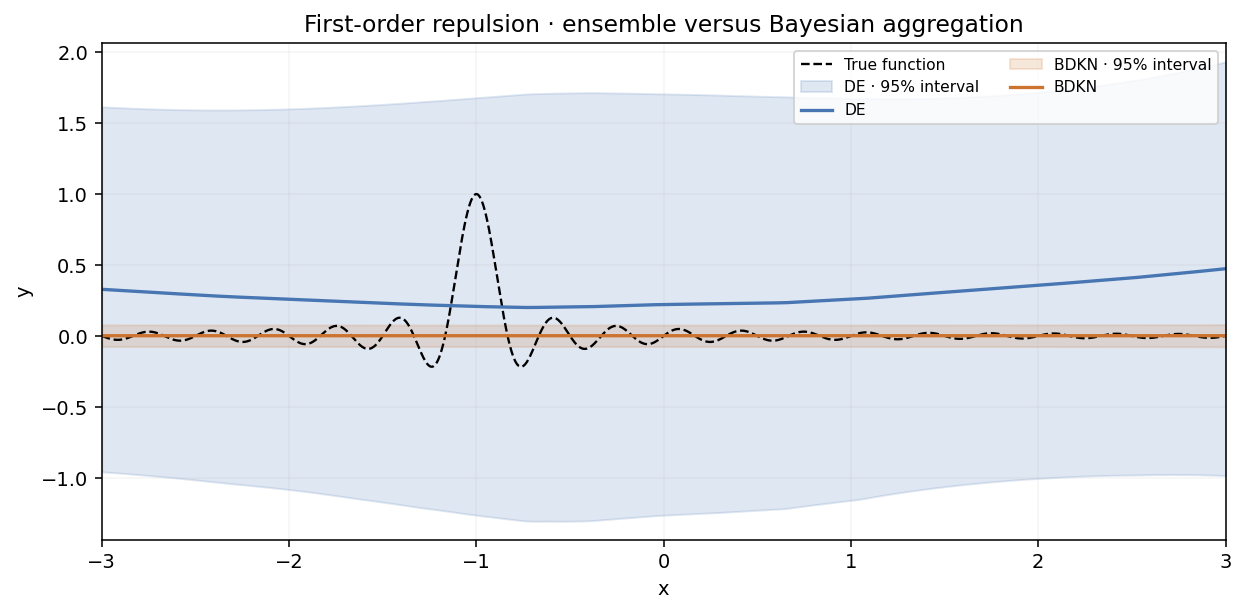 First-order repulsion · ensemble versus Bayesian aggregation
True function
DE · 95% interval
DE
BDKN · 95% interval
BDKN
y
2.0
1.5
1.0
0.5
0.0
−0.5
−1.0
−3
−2
−1
0
1
2
3
x